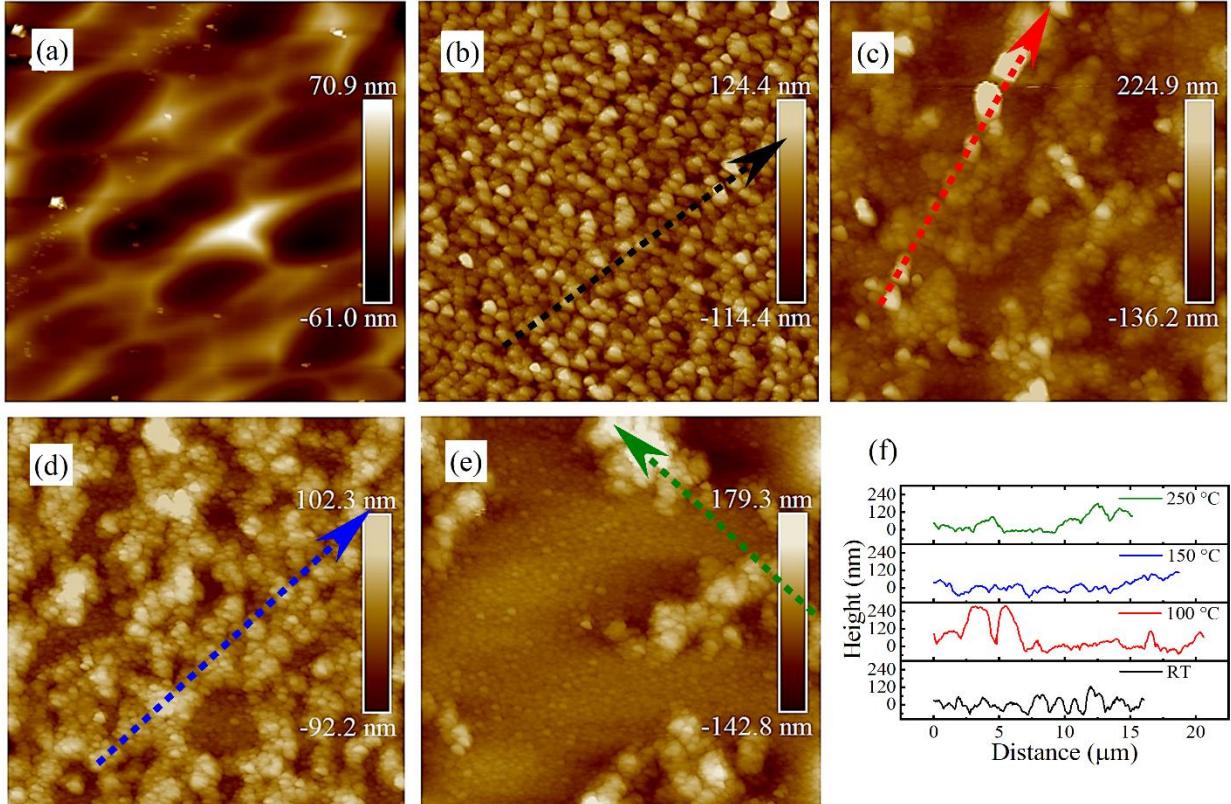 (a)
70.9 nm
-61.0 nm
(b)
124.4 nm
-114.4 nm
(c)
224.9 nm
-136.2 nm
(d)
102.3 nm
-92.2 nm
(e)
179.3 nm
-142.8 nm
(f)
Height (nm)
240
120
0
250 °C
240
120
0
150 °C
240
120
0
100 °C
240
120
0
RT
0 5 10 15 20
Distance (μm)